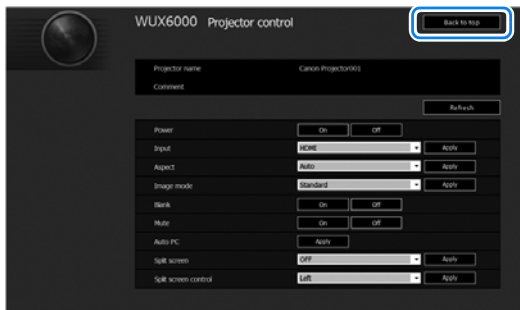 WUX6000 Projector control
Back to top
Projector name Canon Projector001
Comment
Refresh
Power On Off
Input HDMI Apply
Aspect Auto Apply
Image mode Standard Apply
Blank On Off
Mute On Off
Auto PC Apply
Split screen OFF Apply
Split screen control Left Apply